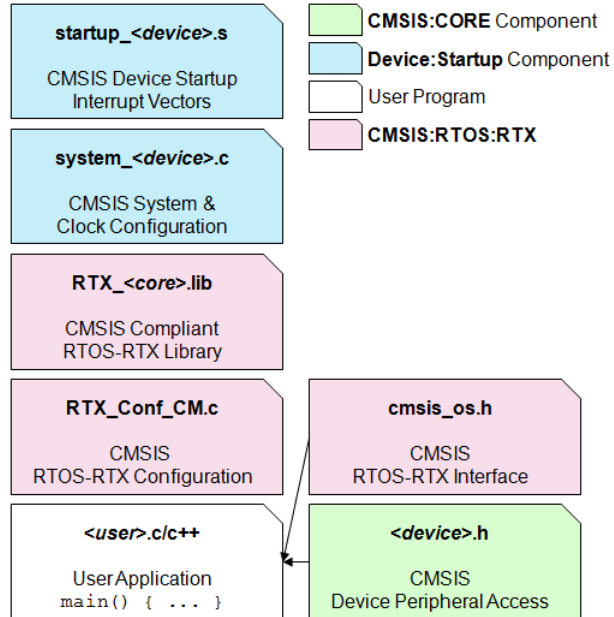 startup_<device>.s
CMSIS Device Startup
Interrupt Vectors
system_<device>.c
CMSIS System &
Clock Configuration
RTX_<core>.lib
CMSIS Compliant
RTOS-RTX Library
RTX_Conf_CM.c
CMSIS
RTOS-RTX Configuration
<user>.c/c++
User Application
main() { ... }
CMSIS:CORE Component
Device:Startup Component
User Program
CMSIS:RTOS:RTX
cmsis_os.h
CMSIS
RTOS-RTX Interface
<device>.h
CMSIS
Device Peripheral Access